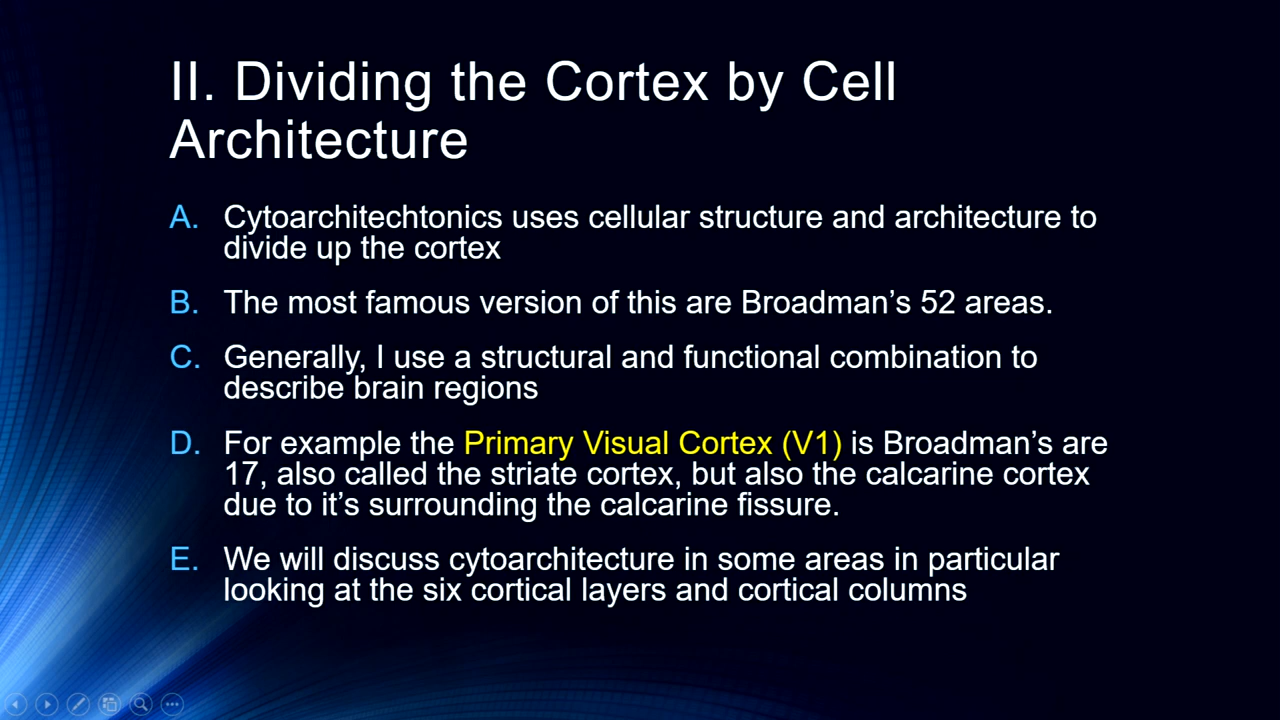 II. Dividing the Cortex by Cell
Architecture
A. Cytoarchitechtonics uses cellular structure and architecture to
divide up the cortex
B. The most famous version of this are Broadman’s 52 areas.
C. Generally, I use a structural and functional combination to
describe brain regions
D. For example the Primary Visual Cortex (V1) is Broadman’s are
17, also called the striate cortex, but also the calcarine cortex
due to it’s surrounding the calcarine fissure.
E. We will discuss cytoarchitecture in some areas in particular
looking at the six cortical layers and cortical columns